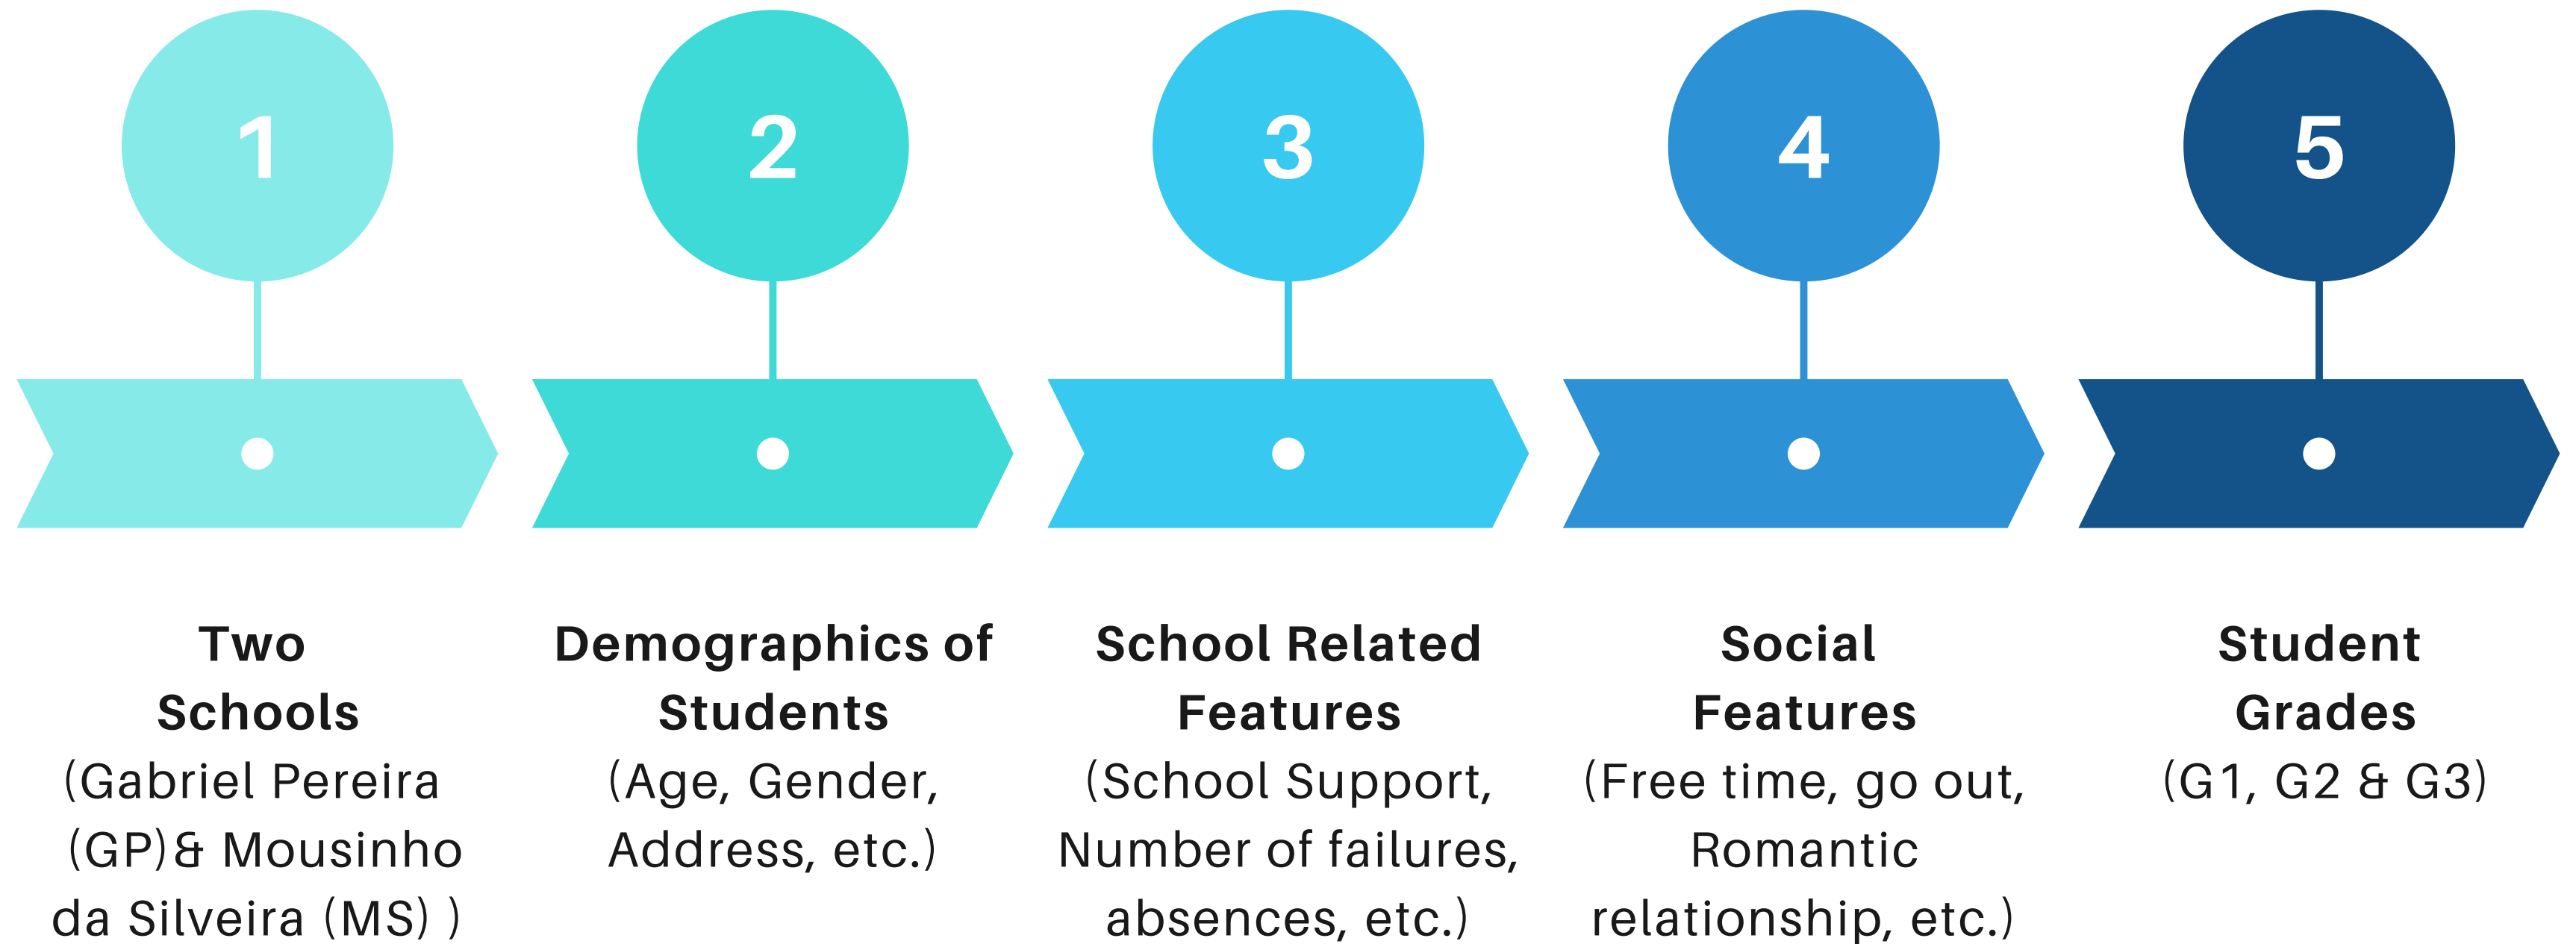 1
2
3
4
5
Two
Schools
(Gabriel Pereira
(GP)& Mousinho
da Silveira (MS) )
Demographics of
Students
(Age, Gender,
Address, etc.)
School Related
Features
(School Support,
Number of failures,
absences, etc.)
Social
Features
(Free time, go out,
Romantic
relationship, etc.)
Student
Grades
(G1, G2 & G3)